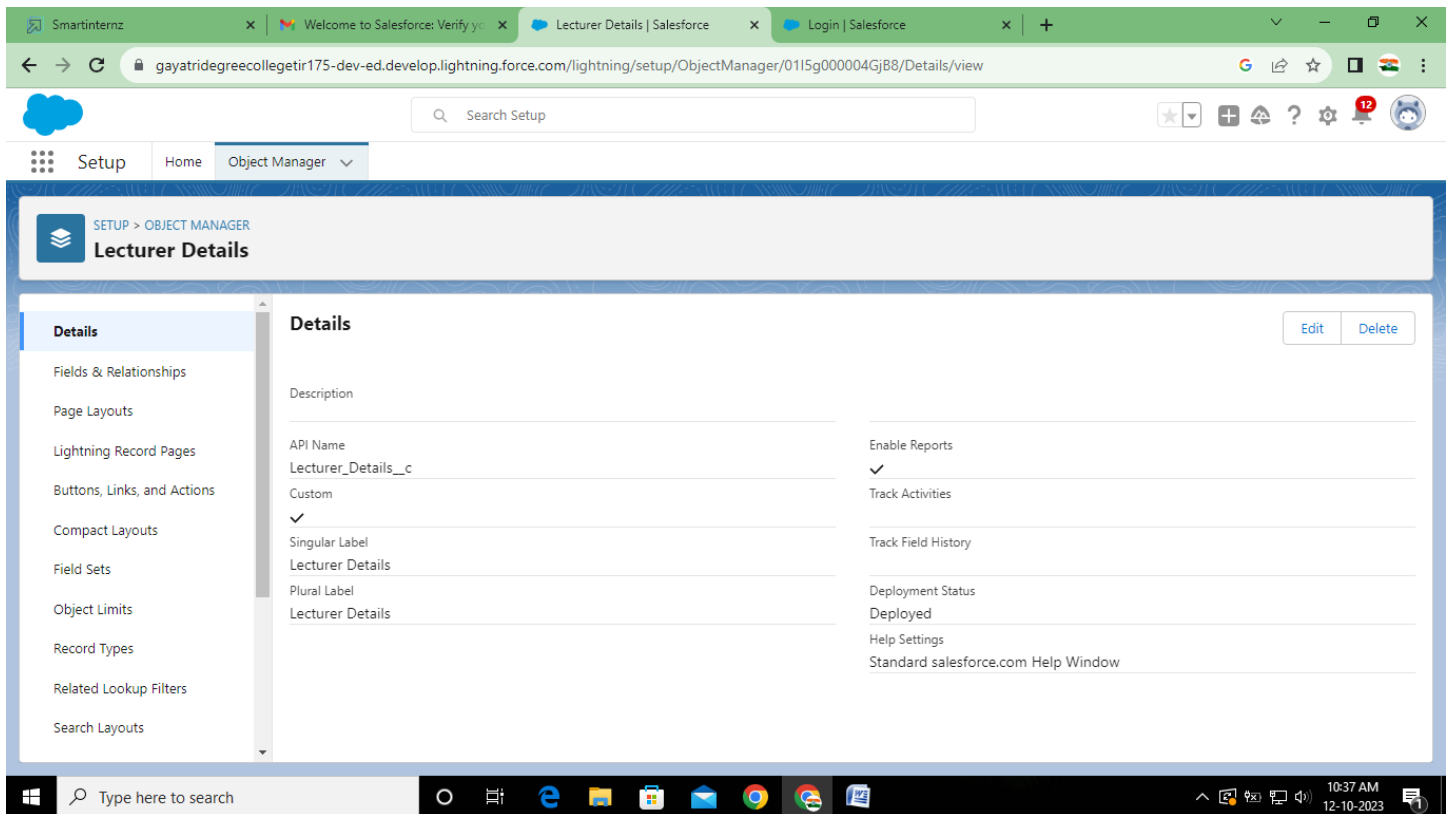 Smartinternz
Welcome to Salesforce: Verify yo
Lecturer Details | Salesforce
Login | Salesforce
gayatridegreecollegetir175-dev-ed.develop.lightning.force.com/lightning/setup/ObjectManager/01I5g000004GjB8/Details/view
Search Setup
12
Setup
Home
Object Manager
SETUP > OBJECT MANAGER
Lecturer Details
Details
Fields & Relationships
Page Layouts
Lightning Record Pages
Buttons, Links, and Actions
Compact Layouts
Field Sets
Object Limits
Record Types
Related Lookup Filters
Search Layouts
Details
Edit
Delete
Description
API Name
Lecturer_Details__c
Custom
Singular Label
Lecturer Details
Plural Label
Lecturer Details
Enable Reports
Track Activities
Track Field History
Deployment Status
Deployed
Help Settings
Standard salesforce.com Help Window
Type here to search
10:37 AM
12-10-2023
1